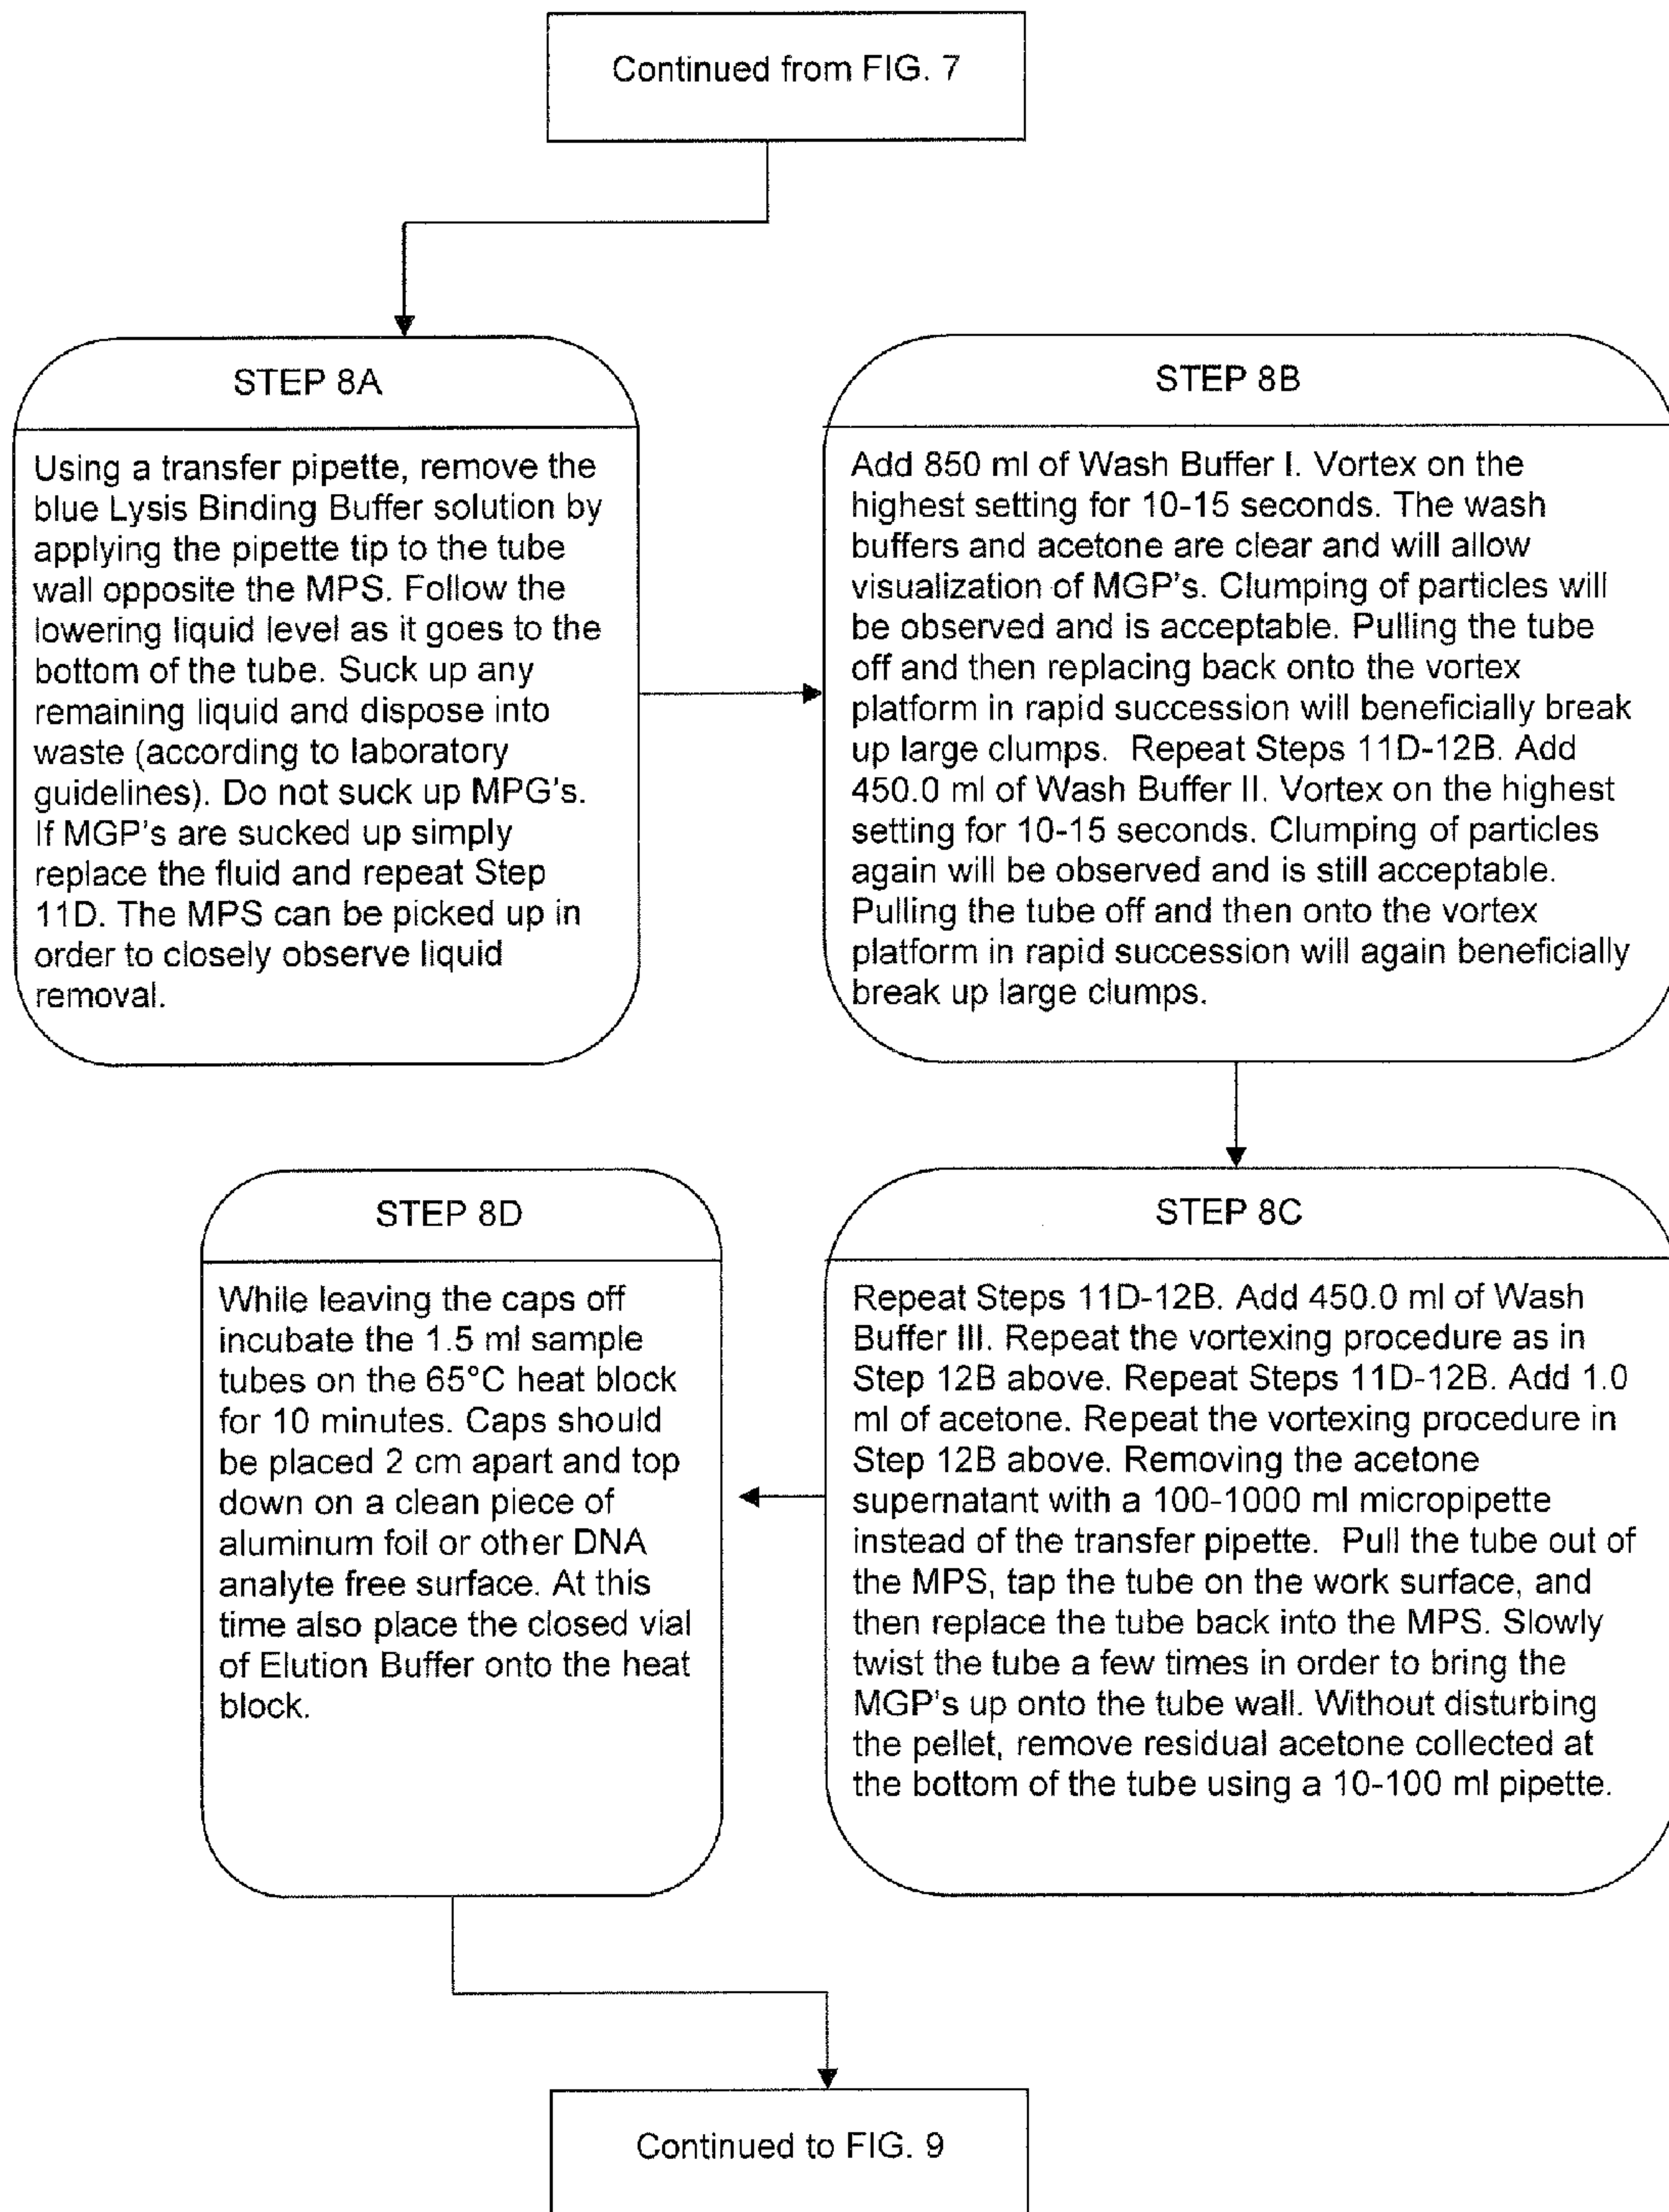 Continued from FIG. 7
STEP 8A
Using a transfer pipette, remove the
blue Lysis Binding Buffer solution by
applying the pipette tip to the tube
wall opposite the MPS. Follow the
lowering liquid level as it goes to the
bottom of the tube. Suck up any
remaining liquid and dispose into
waste (according to laboratory
guidelines). Do not suck up MPG's.
If MGP's are sucked up simply
replace the fluid and repeat Step
11D. The MPS can be picked up in
order to closely observe liquid
removal.
STEP 8B
Add 850 ml of Wash Buffer I. Vortex on the
highest setting for 10-15 seconds. The wash
buffers and acetone are clear and will allow
visualization of MGP's. Clumping of particles will
be observed and is acceptable. Pulling the tube
off and then replacing back onto the vortex
platform in rapid succession will beneficially break
up large clumps. Repeat Steps 11D-12B. Add
450.0 ml of Wash Buffer II. Vortex on the highest
setting for 10-15 seconds. Clumping of particles
again will be observed and is still acceptable.
Pulling the tube off and then onto the vortex
platform in rapid succession will again beneficially
break up large clumps.
STEP 8C
Repeat Steps 11D-12B. Add 450.0 ml of Wash
Buffer III. Repeat the vortexing procedure as in
Step 12B above. Repeat Steps 11D-12B. Add 1.0
ml of acetone. Repeat the vortexing procedure in
Step 12B above. Removing the acetone
supernatant with a 100-1000 ml micropipette
instead of the transfer pipette. Pull the tube out of
the MPS, tap the tube on the work surface, and
then replace the tube back into the MPS. Slowly
twist the tube a few times in order to bring the
MGP's up onto the tube wall. Without disturbing
the pellet, remove residual acetone collected at
the bottom of the tube using a 10-100 ml pipette.
STEP 8D
While leaving the caps off
incubate the 1.5 ml sample
tubes on the 65°C heat block
for 10 minutes. Caps should
be placed 2 cm apart and top
down on a clean piece of
aluminum foil or other DNA
analyte free surface. At this
time also place the closed vial
of Elution Buffer onto the heat
block.
Continued to FIG. 9